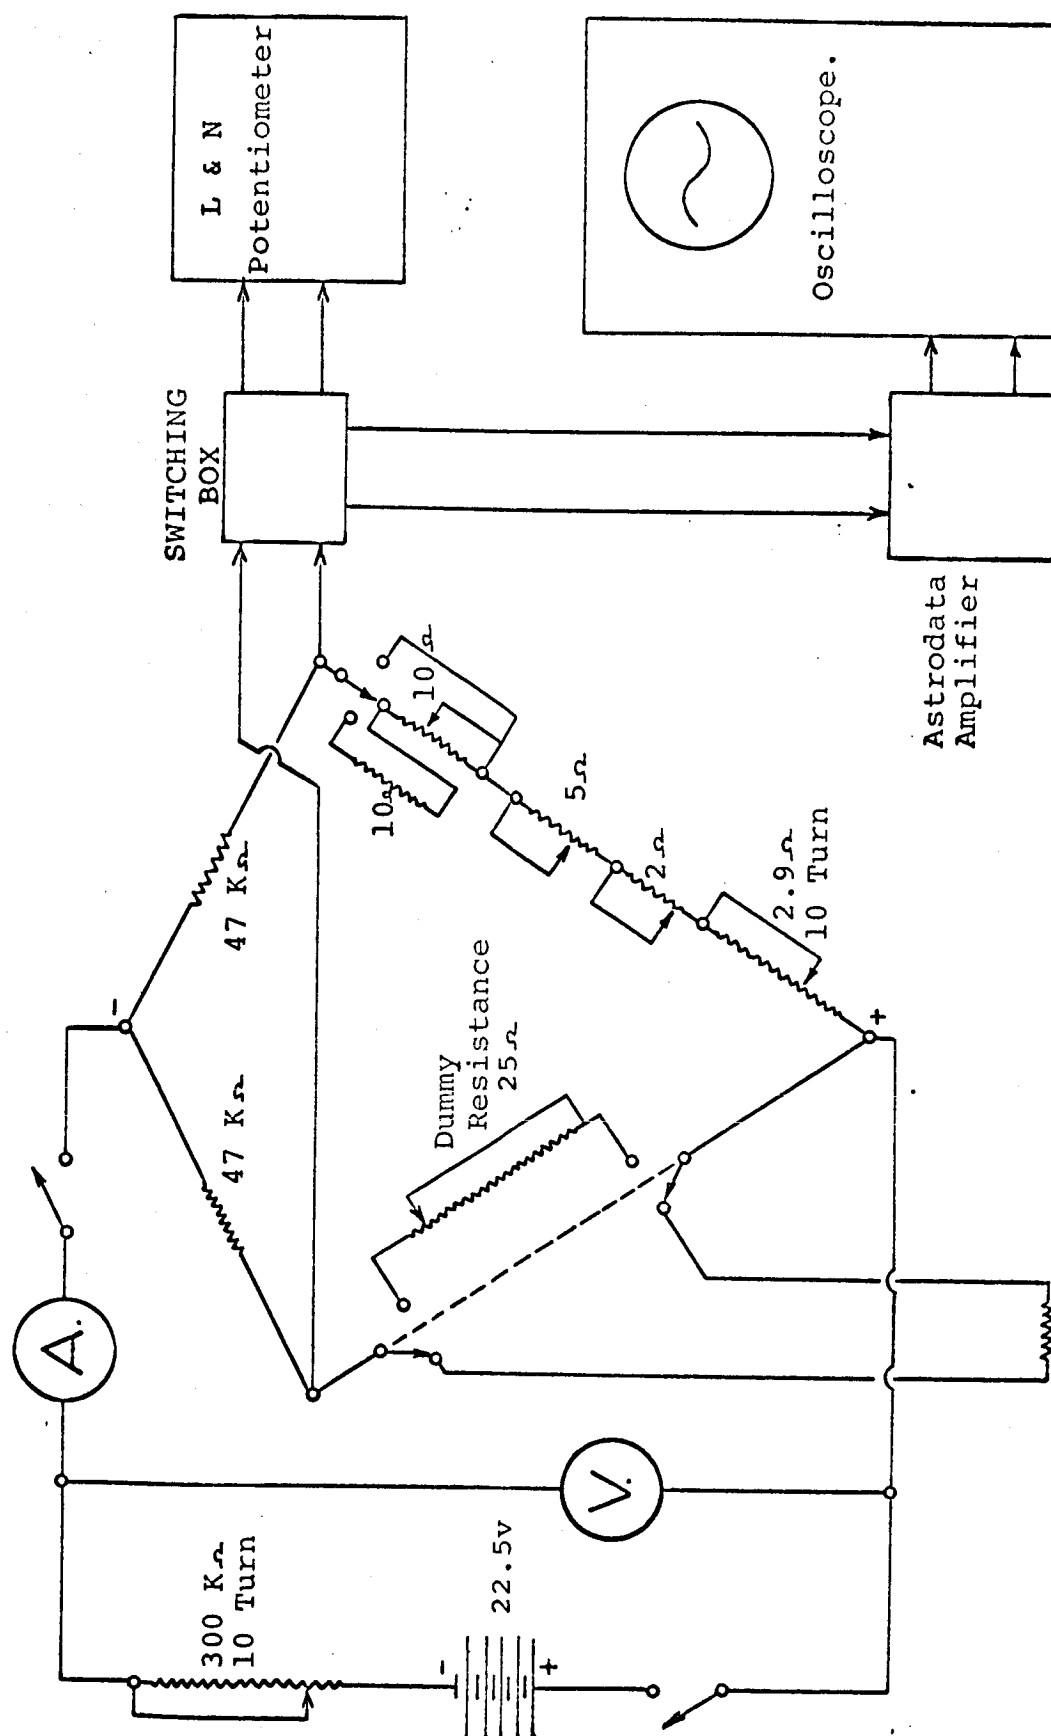 L & N
Potentiometer
Oscilloscope.
SWITCHING
BOX
Astrodata
Amplifier
10 Ω
10Ω
5Ω
2Ω
2.9Ω
10 Turn
+
47 KΩ
-
47 KΩ
Dummy
Resistance
25Ω
A.
V.
300 KΩ
10 Turn
22.5v
-
+